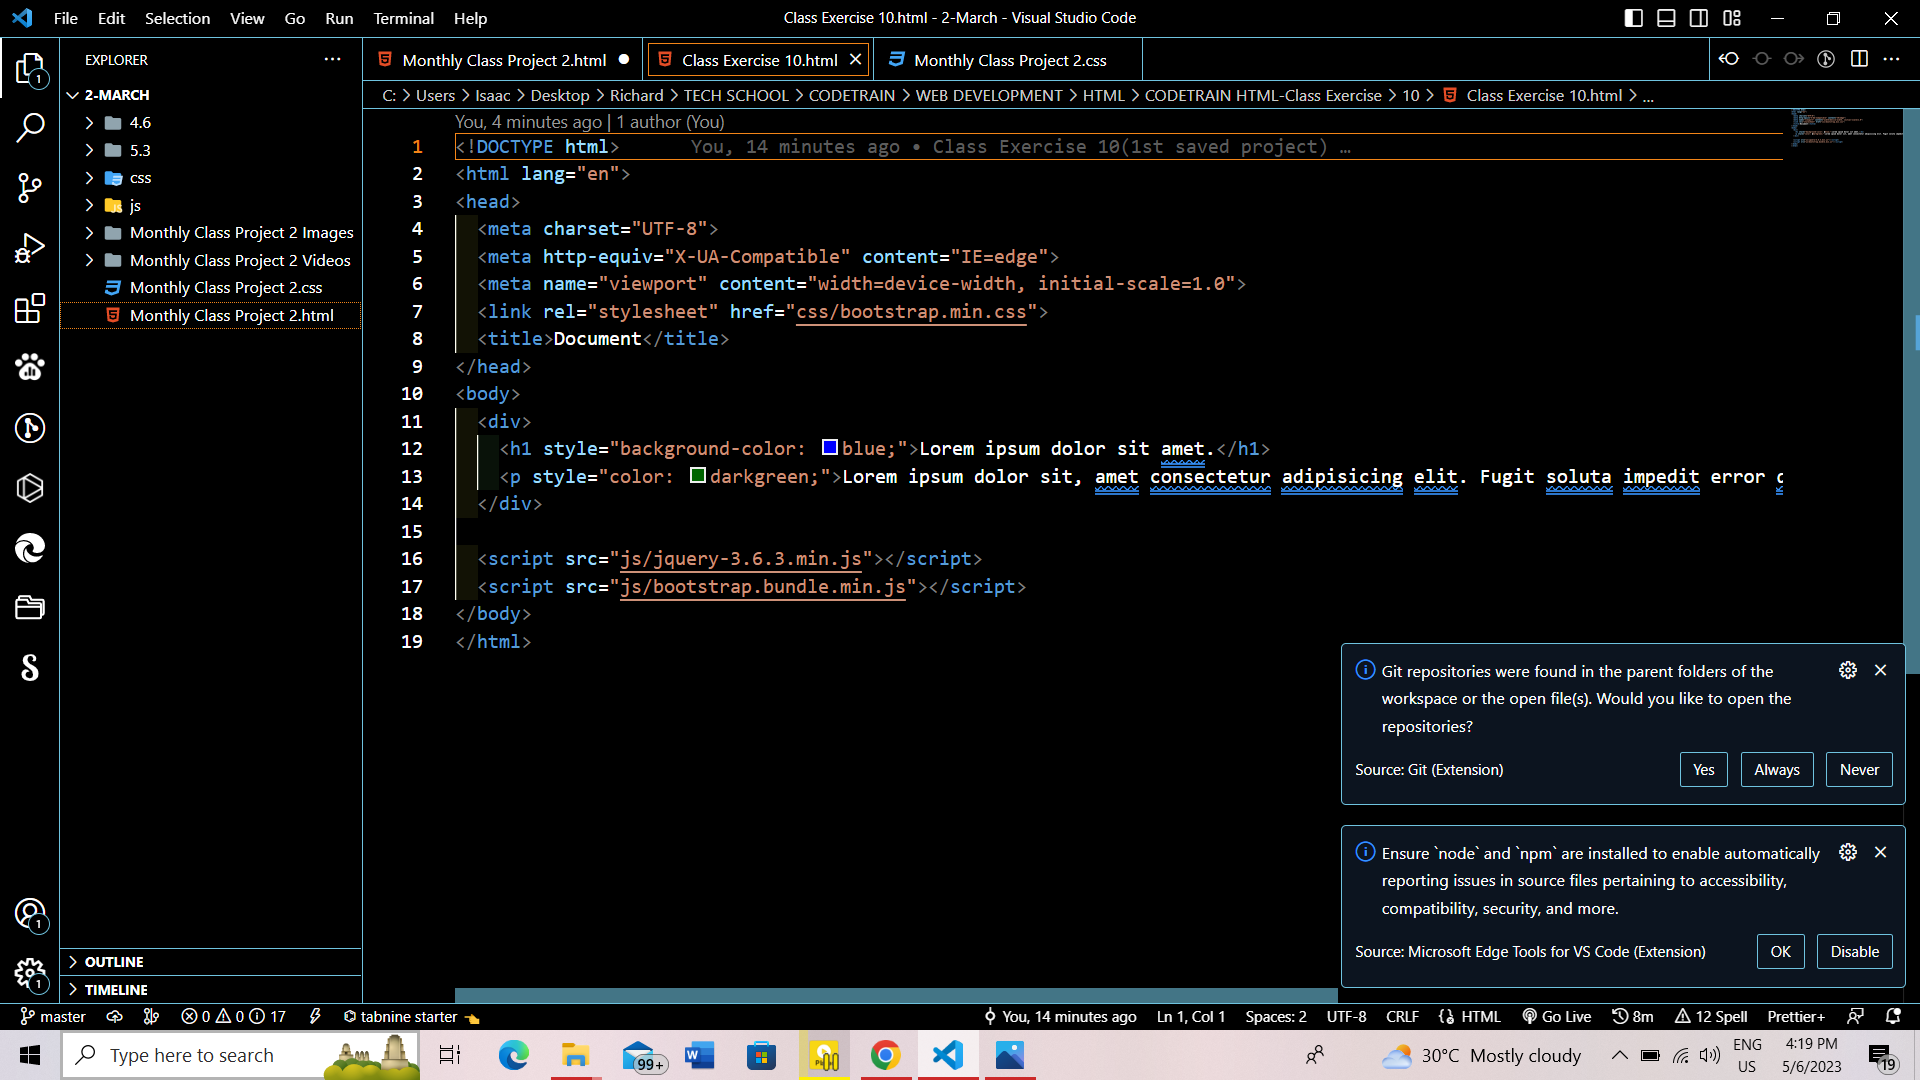 File Edit Selection View Go Run Terminal Help
Class Exercise 10.html - 2-March - Visual Studio Code
EXPLORER
2-MARCH
4.6
5.3
css
js
Monthly Class Project 2 Images
Monthly Class Project 2 Videos
Monthly Class Project 2.css
Monthly Class Project 2.html
OUTLINE
TIMELINE
Monthly Class Project 2.html
Class Exercise 10.html
Monthly Class Project 2.css
C: > Users > Isaac > Desktop > Richard > TECH SCHOOL > CODETRAIN > WEB DEVELOPMENT > HTML > CODETRAIN HTML-Class Exercise > 10 > Class Exercise 10.html > ...
You, 4 minutes ago | 1 author (You)
1 <!DOCTYPE html> You, 14 minutes ago • Class Exercise 10(1st saved project) …
2 <html lang="en">
3 <head>
4 <meta charset="UTF-8">
5 <meta http-equiv="X-UA-Compatible" content="IE=edge">
6 <meta name="viewport" content="width=device-width, initial-scale=1.0">
7 <link rel="stylesheet" href="css/bootstrap.min.css">
8 <title>Document</title>
9 </head>
10 <body>
11 <div>
12 <h1 style="background-color: blue;">Lorem ipsum dolor sit amet.</h1>
13 <p style="color: darkgreen;">Lorem ipsum dolor sit, amet consectetur adipisicing elit. Fugit soluta impedit error
14 </div>
15
16 <script src="js/jquery-3.6.3.min.js"></script>
17 <script src="js/bootstrap.bundle.min.js"></script>
18 </body>
19 </html>
Git repositories were found in the parent folders of the
workspace or the open file(s). Would you like to open the
repositories?
Source: Git (Extension)
Yes Always Never
Ensure `node` and `npm` are installed to enable automatically
reporting issues in source files pertaining to accessibility,
compatibility, security, and more.
Source: Microsoft Edge Tools for VS Code (Extension)
OK Disable
1
1
1
master 0 0 17 tabnine starter
You, 14 minutes ago Ln 1, Col 1 Spaces: 2 UTF-8 CRLF HTML Go Live 8m 12 Spell Prettier+
Type here to search
99+
30°C Mostly cloudy
ENG
US
4:19 PM
5/6/2023
19